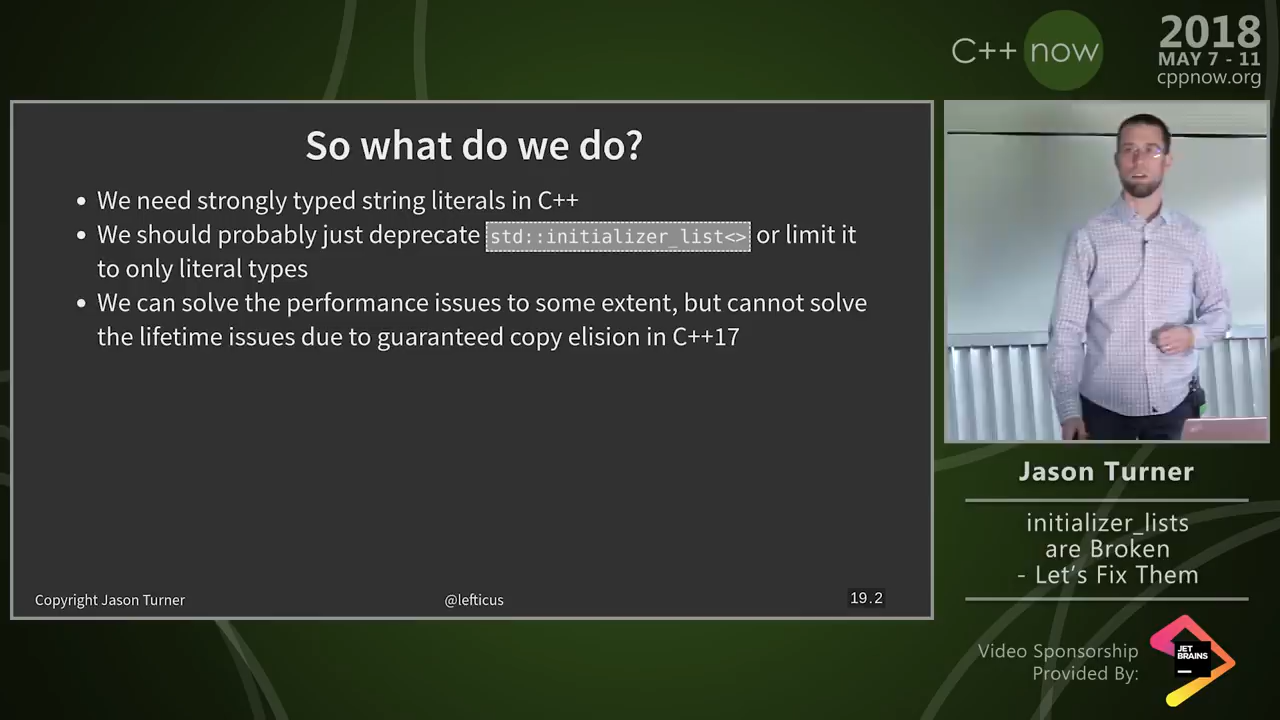 C++ now
2018
MAY 7 - 11
cppnow.org
So what do we do?
• We need strongly typed string literals in C++
• We should probably just deprecate std::initializer_list<> or limit it
to only literal types
• We can solve the performance issues to some extent, but cannot solve
the lifetime issues due to guaranteed copy elision in C++17
Copyright Jason Turner
@lefticus
19.2
Jason Turner
initializer_lists
are Broken
- Let's Fix Them
Video Sponsorship
Provided By:
JET
BRAINS